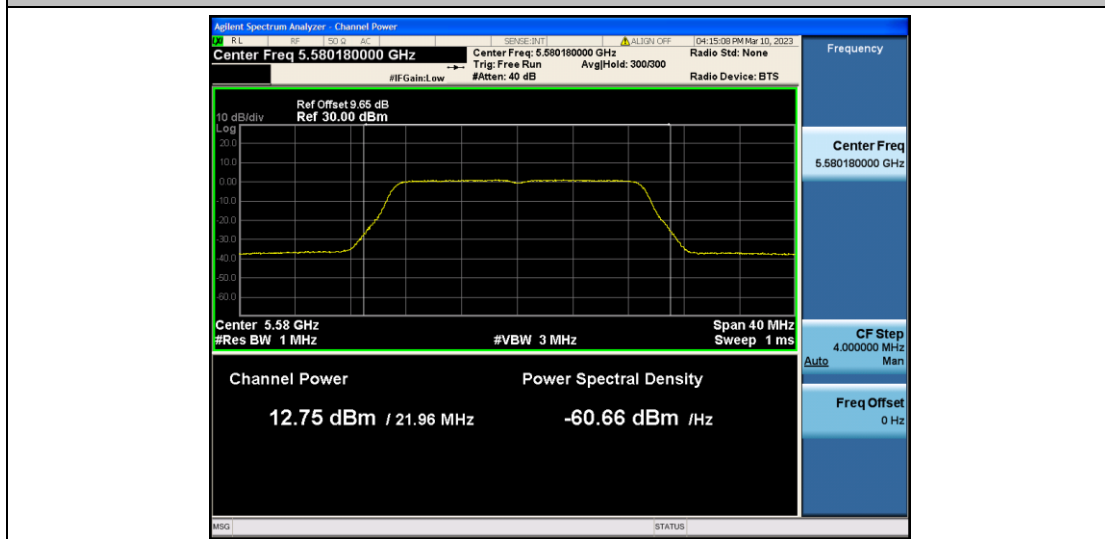 Agilent Spectrum Analyzer - Channel Power
RL RF 50 Ω AC SENSE:INT ALIGN OFF 04:15:08 PM Mar 10, 2023
Center Freq 5.580180000 GHz
Center Freq: 5.580180000 GHz
Radio Std: None
Trig: Free Run Avg|Hold: 300/300
#IFGain:Low
#Atten: 40 dB
Radio Device: BTS
Ref Offset 9.65 dB
10 dB/div Ref 30.00 dBm
Log
20.0
10.0
0.00
-10.0
-20.0
-30.0
-40.0
-50.0
-60.0
Center 5.58 GHz Span 40 MHz
#Res BW 1 MHz #VBW 3 MHz Sweep 1 ms
Channel Power Power Spectral Density
12.75 dBm / 21.96 MHz -60.66 dBm /Hz
MSG STATUS
Frequency
Center Freq
5.580180000 GHz
CF Step
4.000000 MHz
Auto Man
Freq Offset
0 Hz